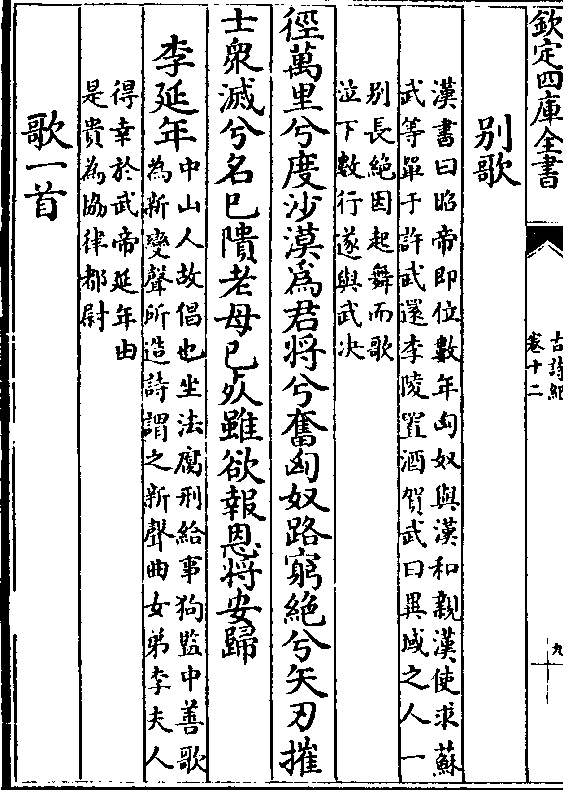 欽定四庫全書
古詩紀
卷十二
九
别歌
漢書曰昭帝即位數年匈奴與漢和親漢使求蘇
武等單于許武還李陵置酒賀武曰異域之人一
别長絶因起舞而歌
泣下數行遂與武决
徑萬里兮度沙漠爲君將兮奮匈奴路窮絶兮矢刃摧
士衆滅兮名已隤老母已死雖欲報恩將安歸
李延年
中山人故倡也坐法腐刑給事狗監中善歌
為新變聲所造詩謂之新聲曲女弟李夫人
得幸於武帝延年由
是貴為協律都尉
歌一首